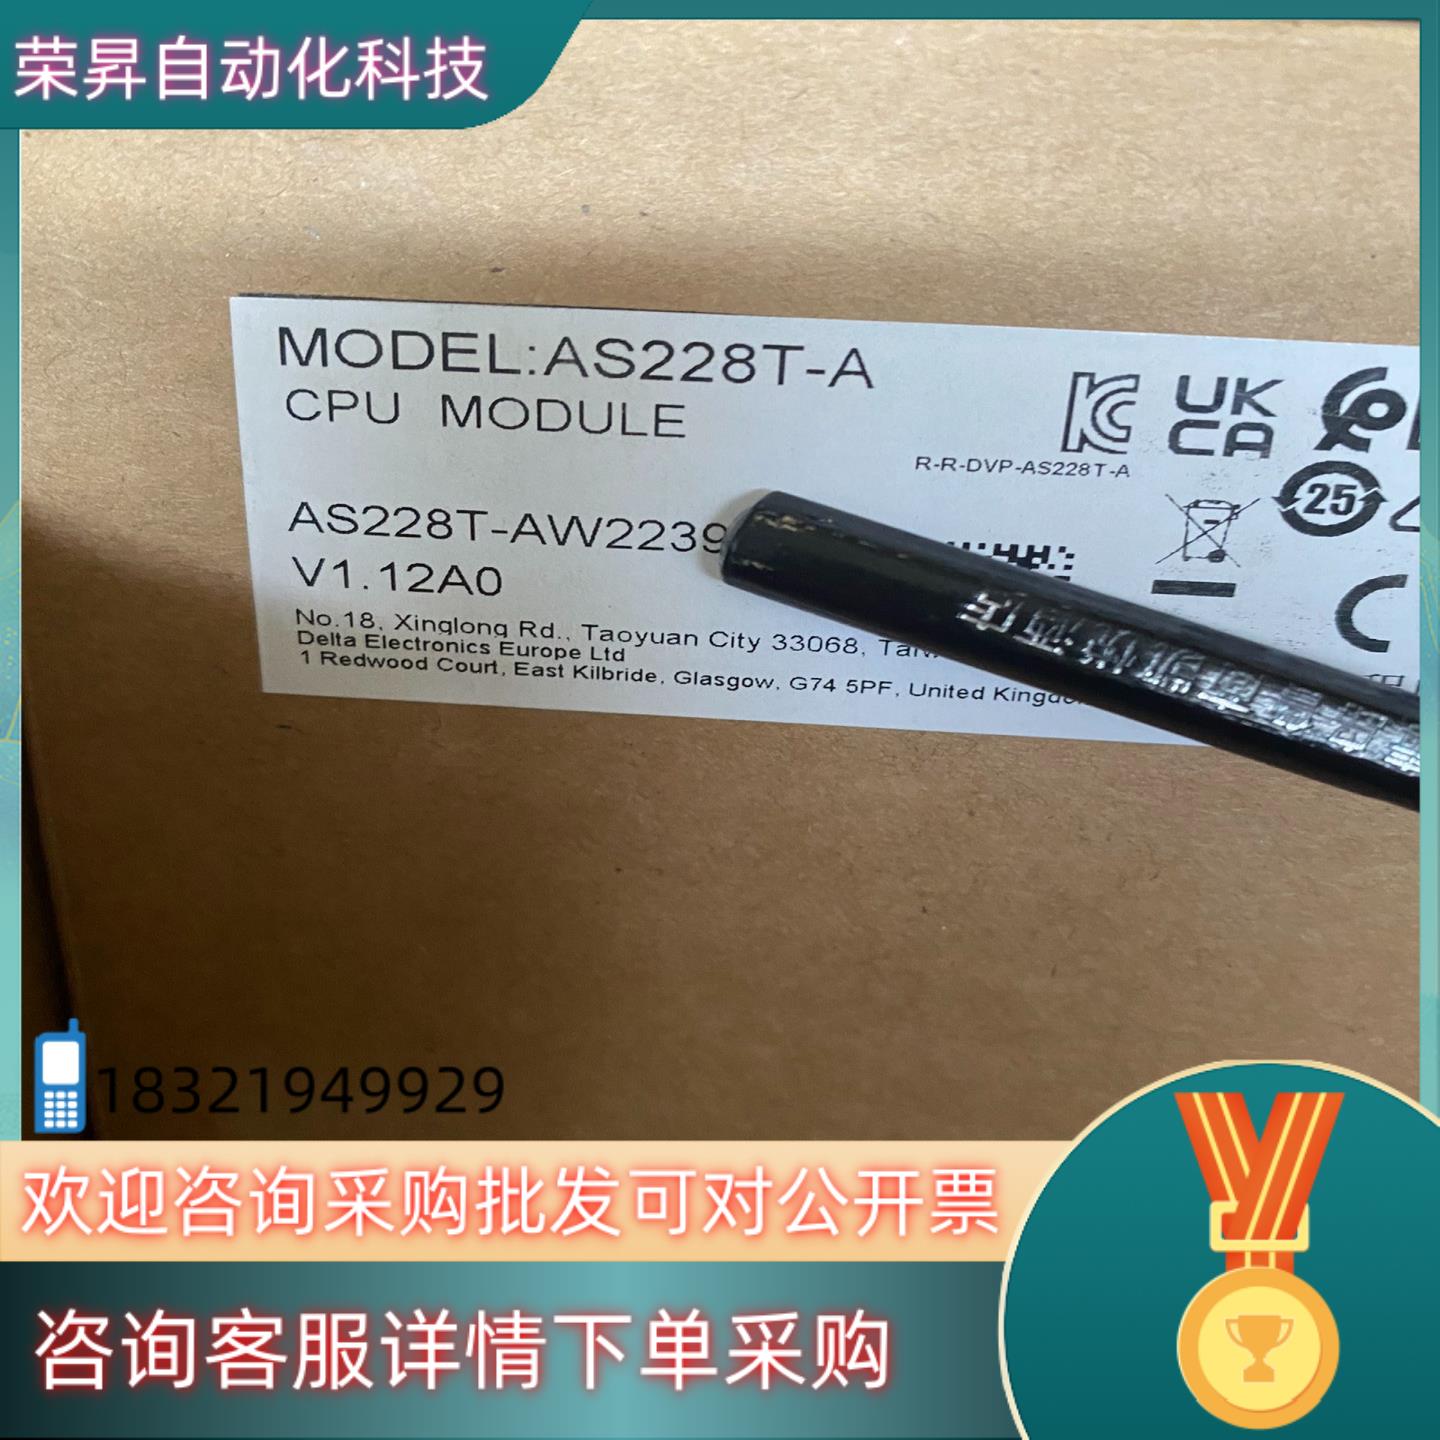 荣昇自动化科技
MODEL:AS228T-A
CPU MODULE
UK
CA
R-R-DVP-AS228T-A
25
AS228T-AW2239
V1.12A0
No.18, Xinglong Rd., Taoyuan City 33068,
Delta Electronics Europe Ltd
1 Redwood Court, East Kilbride, Glasgow, G74 5PF, United
18321949929
欢迎咨询采购批发可对公开票
咨询客服详情下单采购